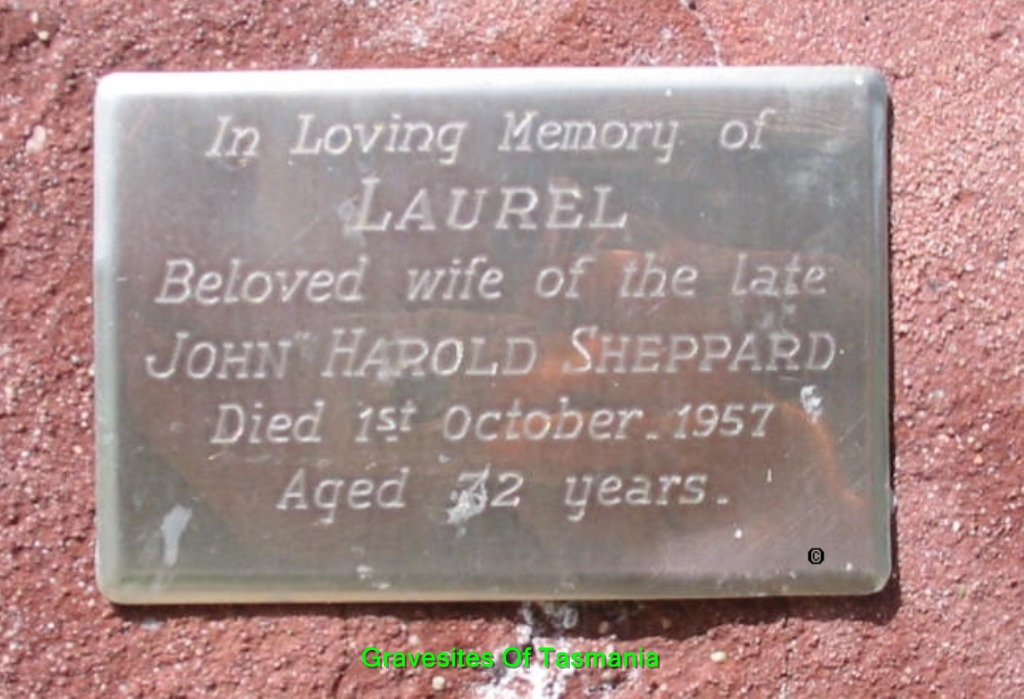 In Loving Memory of
LAUREL
Beloved wife of the late
JOHN HAROLD SHEPPARD
Died 1st October. 1957
Aged 72 years.
©
Gravesites Of Tasmania